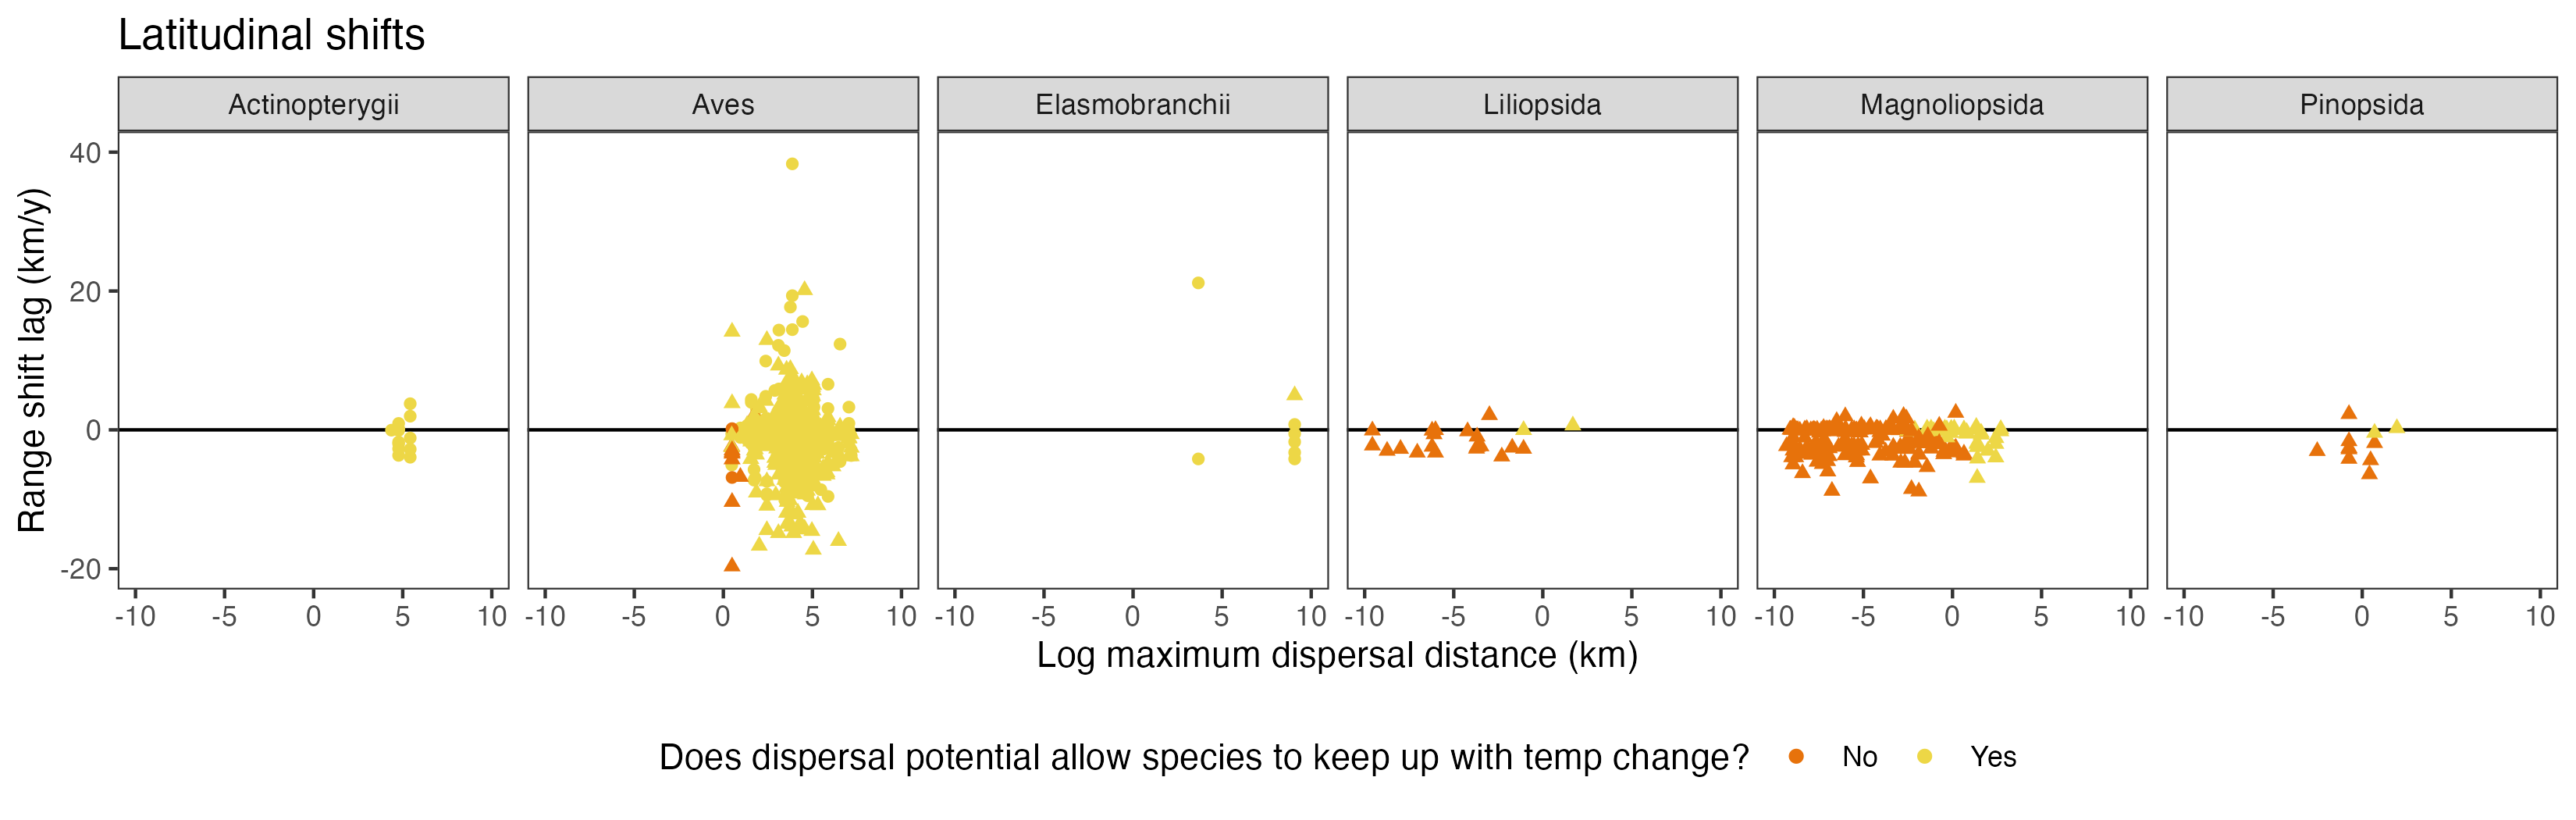 Latitudinal shifts
Actinopterygii Aves Elasmobranchii Liliopsida Magnoliopsida Pinopsida
Range shift lag (km/y)
40
20
0
-20
-10 -5 0 5 10 -10 -5 0 5 10 -10 -5 0 5 10 -10 -5 0 5 10 -10 -5 0 5 10 -10 -5 0 5 10
Log maximum dispersal distance (km)
Does dispersal potential allow species to keep up with temp change? No Yes